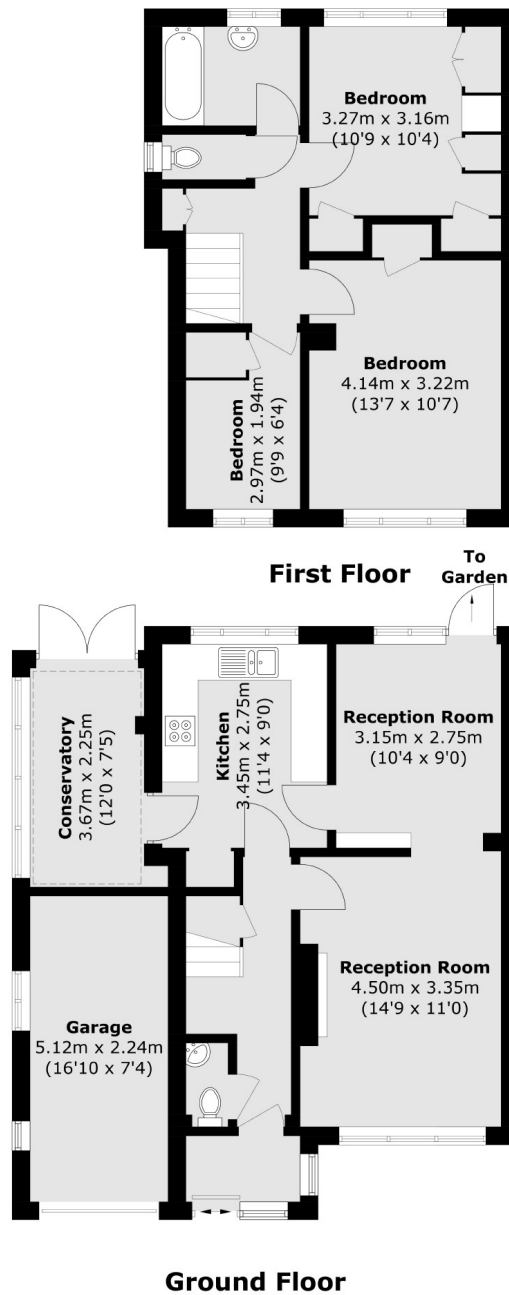 Bedroom
3.27m x 3.16m
(10'9 x 10'4)
Bedroom
4.14m x 3.22m
(13'7 x 10'7)
Bedroom
2.97m x 1.94m
(9'9 x 6'4)
First Floor
To
Garden
Conservatory
3.67m x 2.25m
(12'0 x 7'5)
Kitchen
3.45m x 2.75m
(11'4 x 9'0)
Reception Room
3.15m x 2.75m
(10'4 x 9'0)
Reception Room
4.50m x 3.35m
(14'9 x 11'0)
Garage
5.12m x 2.24m
(16'10 x 7'4)
Ground Floor